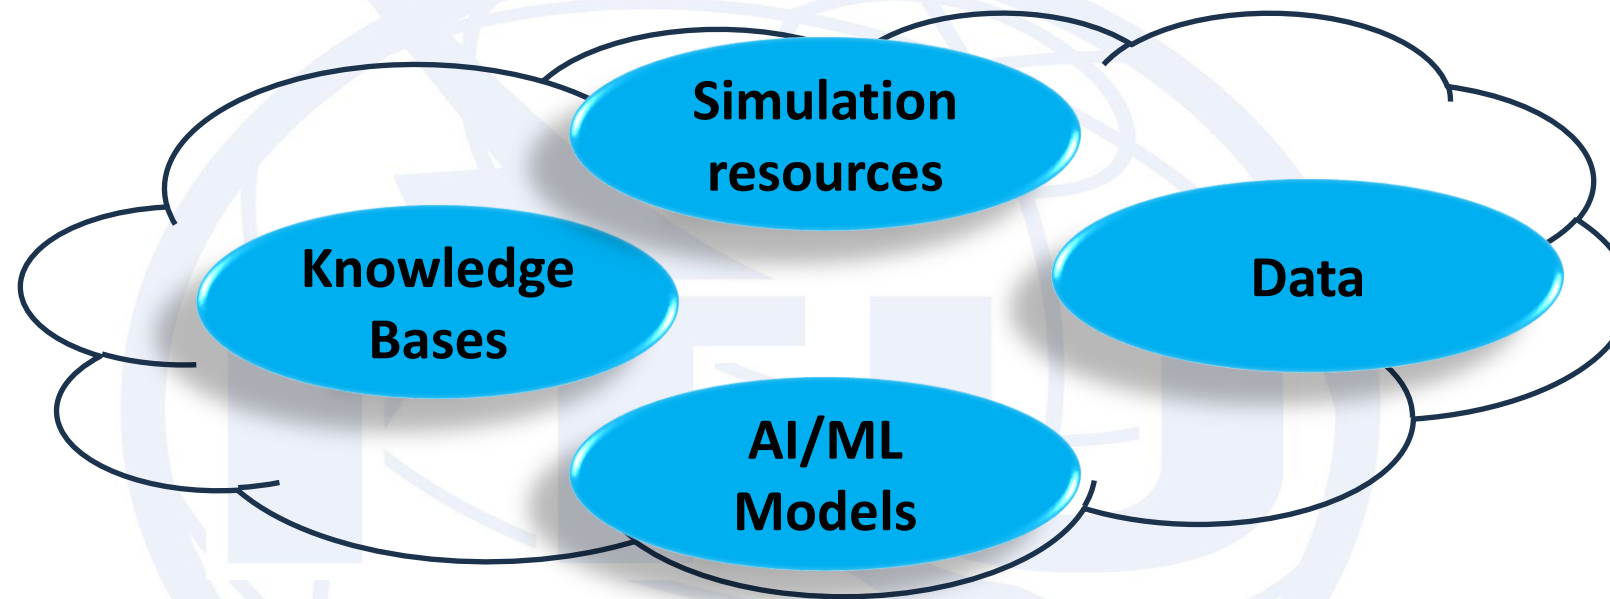 Simulation
resources
Knowledge
Bases
Data
AI/ML
Models